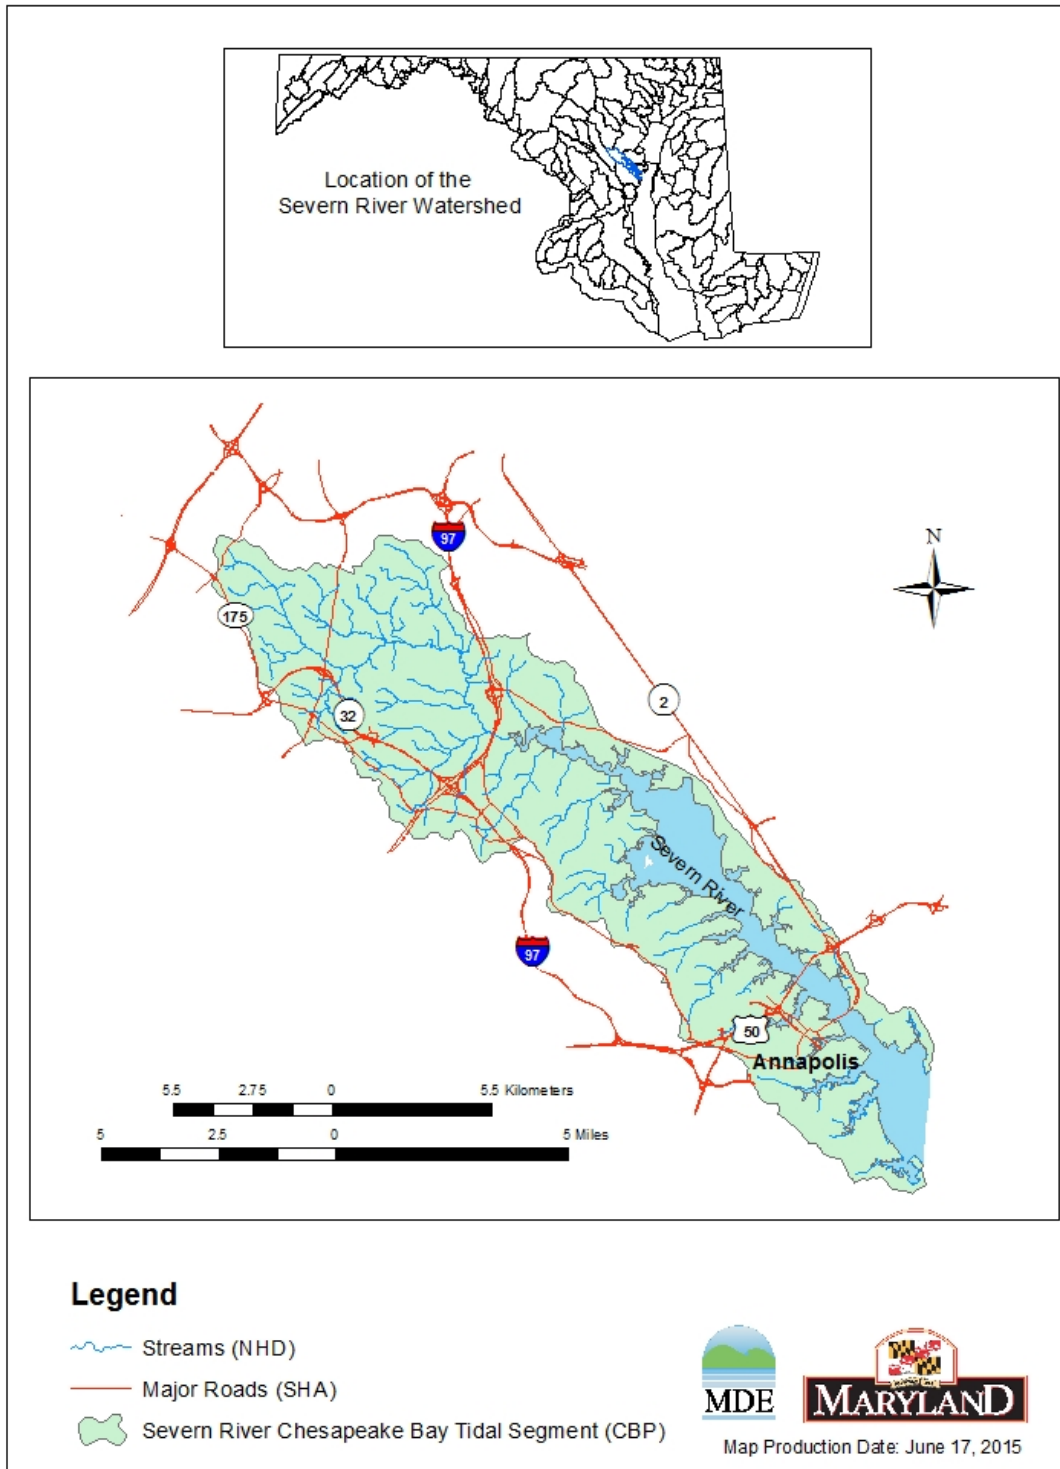 Location of the
Severn River Watershed
97
175
N
2
32
Severn River
97
50
Annapolis
5.5 2.75 0 5.5 Kilometers
5 2.5 0 5 Miles
Legend
Streams (NHD)
Major Roads (SHA)
Severn River Chesapeake Bay Tidal Segment (CBP)
MDE
MARYLAND
Map Production Date: June 17, 2015